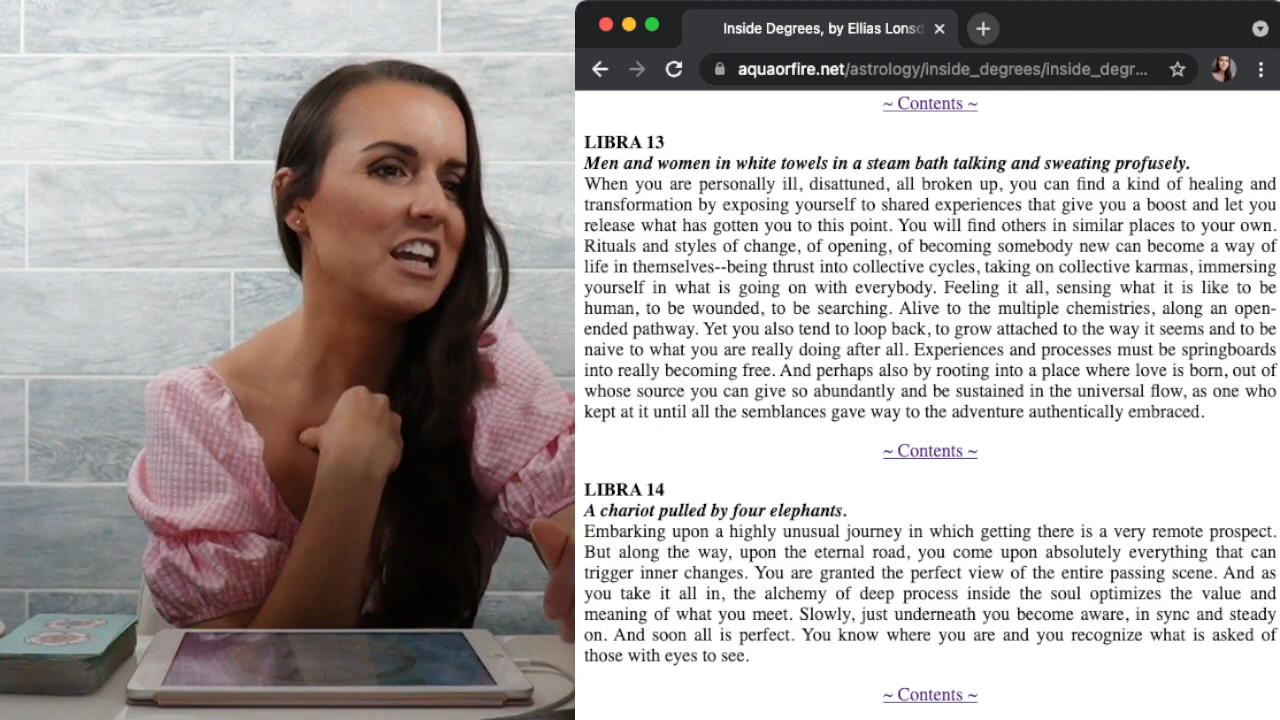 Inside Degrees, by Ellias Lonsd
aquaorfire.net/astrology/inside_degrees/inside_degr...
~ Contents ~
LIBRA 13
Men and women in white towels in a steam bath talking and sweating profusely.
When you are personally ill, disattuned, all broken up, you can find a kind of healing and
transformation by exposing yourself to shared experiences that give you a boost and let you
release what has gotten you to this point. You will find others in similar places to your own.
Rituals and styles of change, of opening, of becoming somebody new can become a way of
life in themselves--being thrust into collective cycles, taking on collective karmas, immersing
yourself in what is going on with everybody. Feeling it all, sensing what it is like to be
human, to be wounded, to be searching. Alive to the multiple chemistries, along an open-
ended pathway. Yet you also tend to loop back, to grow attached to the way it seems and to be
naive to what you are really doing after all. Experiences and processes must be springboards
into really becoming free. And perhaps also by rooting into a place where love is born, out of
whose source you can give so abundantly and be sustained in the universal flow, as one who
kept at it until all the semblances gave way to the adventure authentically embraced.
~ Contents ~
LIBRA 14
A chariot pulled by four elephants.
Embarking upon a highly unusual journey in which getting there is a very remote prospect.
But along the way, upon the eternal road, you come upon absolutely everything that can
trigger inner changes. You are granted the perfect view of the entire passing scene. And as
you take it all in, the alchemy of deep process inside the soul optimizes the value and
meaning of what you meet. Slowly, just underneath you become aware, in sync and steady
on. And soon all is perfect. You know where you are and you recognize what is asked of
those with eyes to see.
~ Contents ~